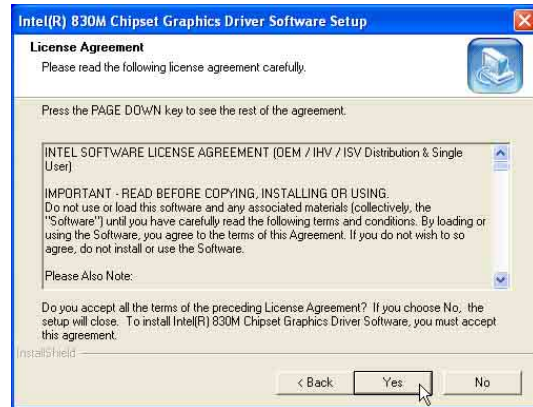 Intel(R) 830M Chipset Graphics Driver Software Setup
License Agreement
Please read the following license agreement carefully.
Press the PAGE DOWN key to see the rest of the agreement.
INTEL SOFTWARE LICENSE AGREEMENT (OEM / IHV / ISV Distribution & Single
User)
IMPORTANT - READ BEFORE COPYING, INSTALLING OR USING.
Do not use or load this software and any associated materials (collectively, the
"Software") until you have carefully read the following terms and conditions. By loading or
using the Software, you agree to the terms of this Agreement. If you do not wish to so
agree, do not install or use the Software.
Please Also Note:
Do you accept all the terms of the preceding License Agreement? If you choose No, the
setup will close. To install Intel(R) 830M Chipset Graphics Driver Software, you must accept
this agreement.
InstallShield
< Back
Yes
No